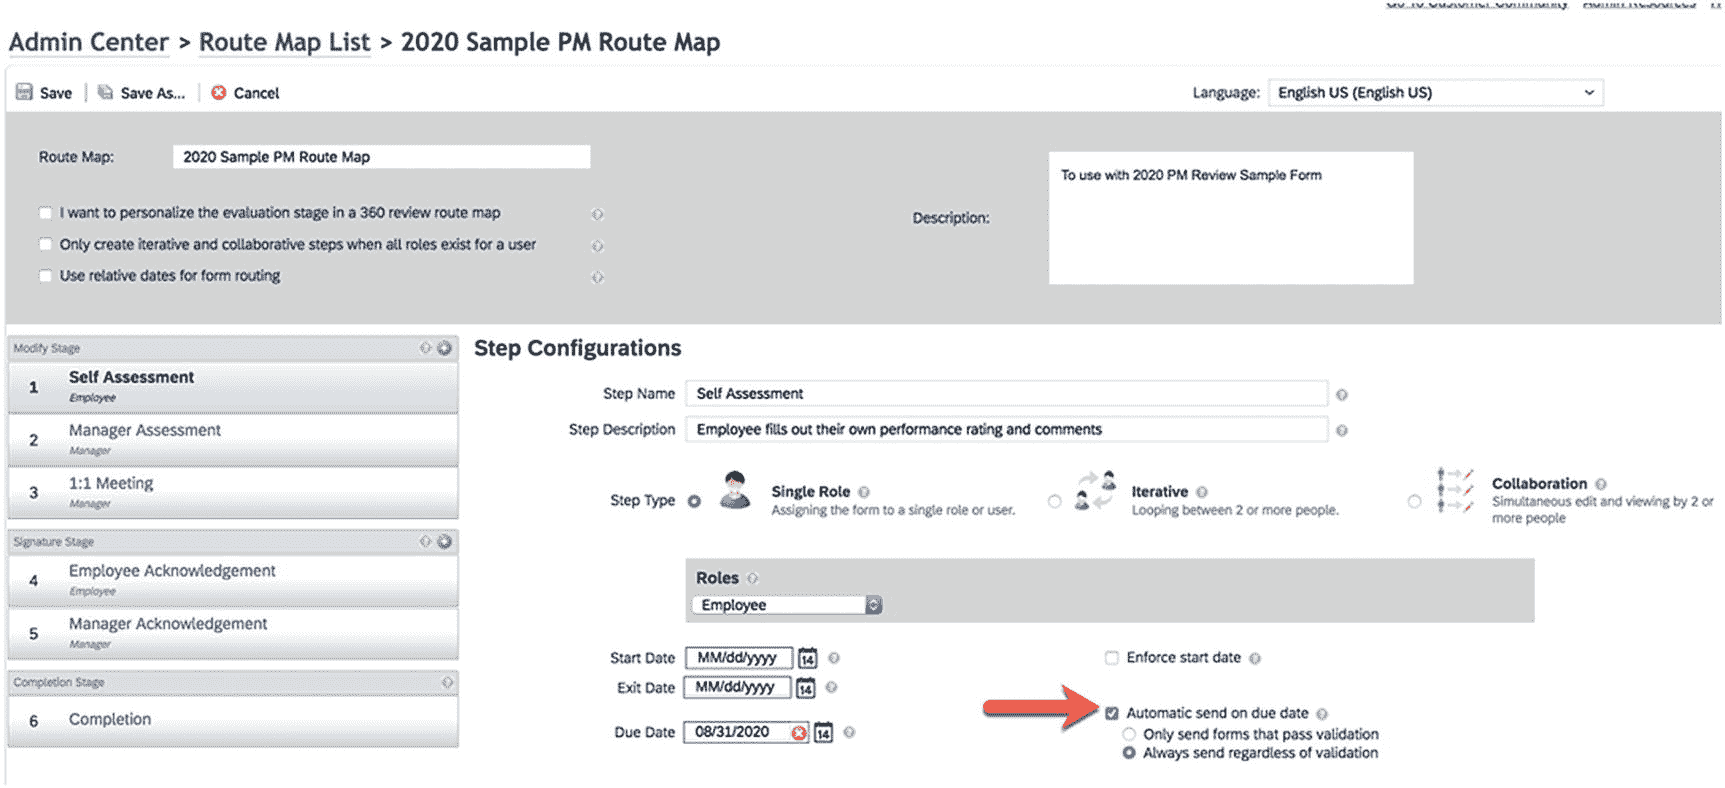 Go To Customer Community Admin Resources
Admin Center > Route Map List > 2020 Sample PM Route Map
Save Save As... Cancel Language: English US (English US)
Route Map: 2020 Sample PM Route Map
To use with 2020 PM Review Sample Form
I want to personalize the evaluation stage in a 360 review route map
Description:
Only create iterative and collaborative steps when all roles exist for a user
Use relative dates for form routing
Modify Stage
1 Self Assessment
Employee
2 Manager Assessment
Manager
3 1:1 Meeting
Manager
Signature Stage
4 Employee Acknowledgement
Employee
5 Manager Acknowledgement
Manager
Completion Stage
6 Completion
Step Configurations
Step Name Self Assessment
Step Description Employee fills out their own performance rating and comments
Step Type Single Role
Assigning the form to a single role or user.
Iterative
Looping between 2 or more people.
Collaboration
Simultaneous edit and viewing by 2 or
more people
Roles
Employee
Start Date MM/dd/yyyy 14 Enforce start date
Exit Date MM/dd/yyyy 14
Automatic send on due date
Due Date 08/31/2020 14 Only send forms that pass validation
Always send regardless of validation